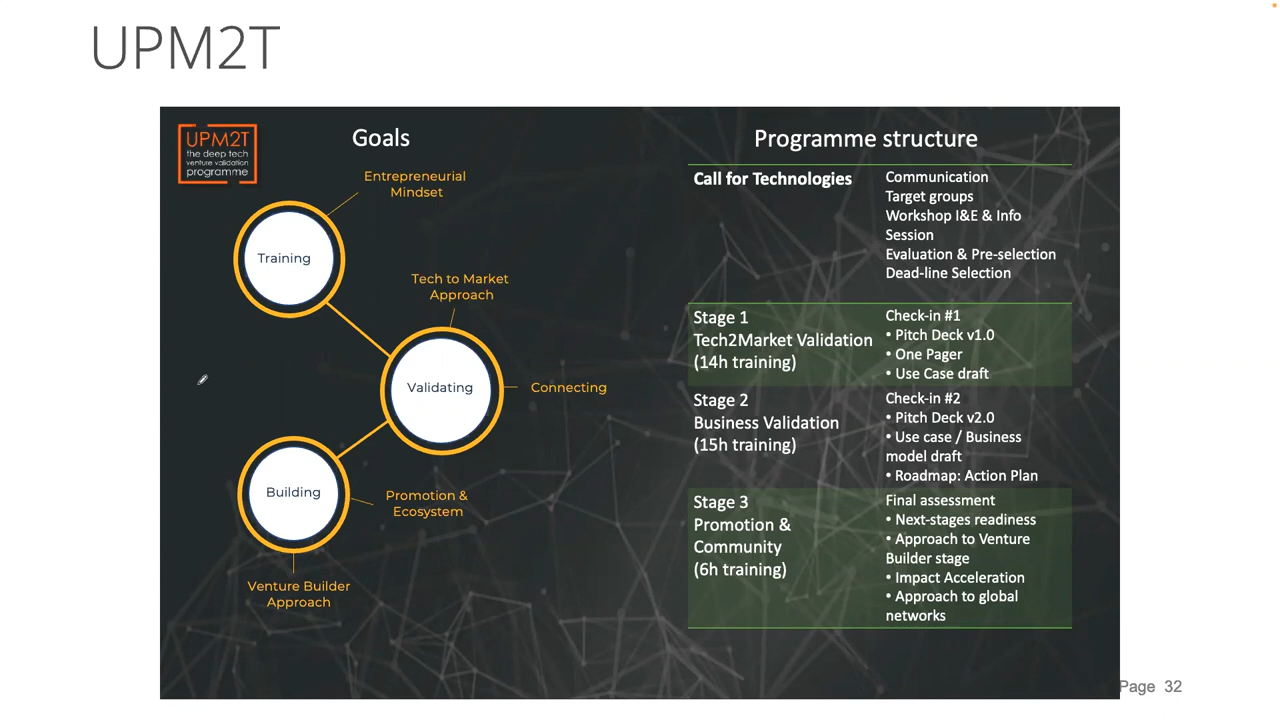 UPM2T
UPM2T
the deep tech
venture validation
programme
Goals
Entrepreneurial
Mindset
Training
Tech to Market
Approach
Validating
Connecting
Building
Promotion &
Ecosystem
Venture Builder
Approach
Programme structure
Call for Technologies
Communication
Target groups
Workshop I&E & Info
Session
Evaluation & Pre-selection
Dead-line Selection
Stage 1
Tech2Market Validation
(14h training)
Check-in #1
• Pitch Deck v1.0
• One Pager
• Use Case draft
Stage 2
Business Validation
(15h training)
Check-in #2
• Pitch Deck v2.0
• Use case / Business
model draft
• Roadmap: Action Plan
Stage 3
Promotion &
Community
(6h training)
Final assessment
• Next-stages readiness
• Approach to Venture
Builder stage
• Impact Acceleration
• Approach to global
networks
Page 32